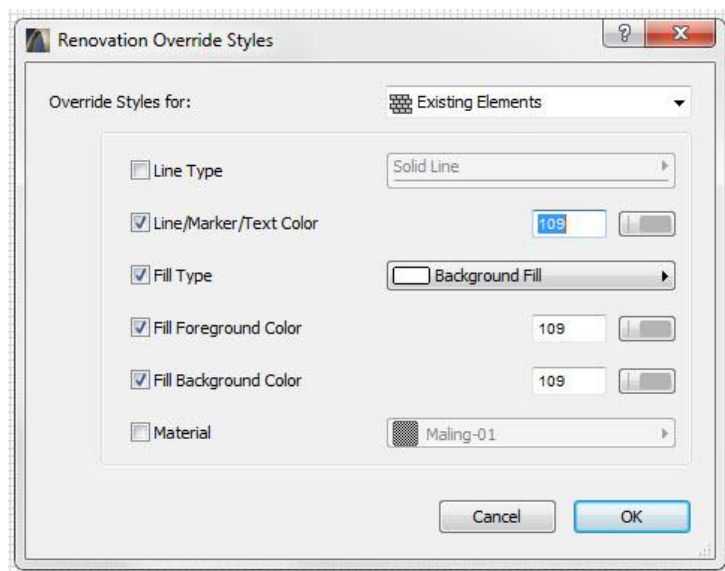 Renovation Override Styles
Override Styles for: Existing Elements
Line Type Solid Line
Line/Marker/Text Color 109
Fill Type Background Fill
Fill Foreground Color 109
Fill Background Color 109
Material Maling-01
Cancel OK